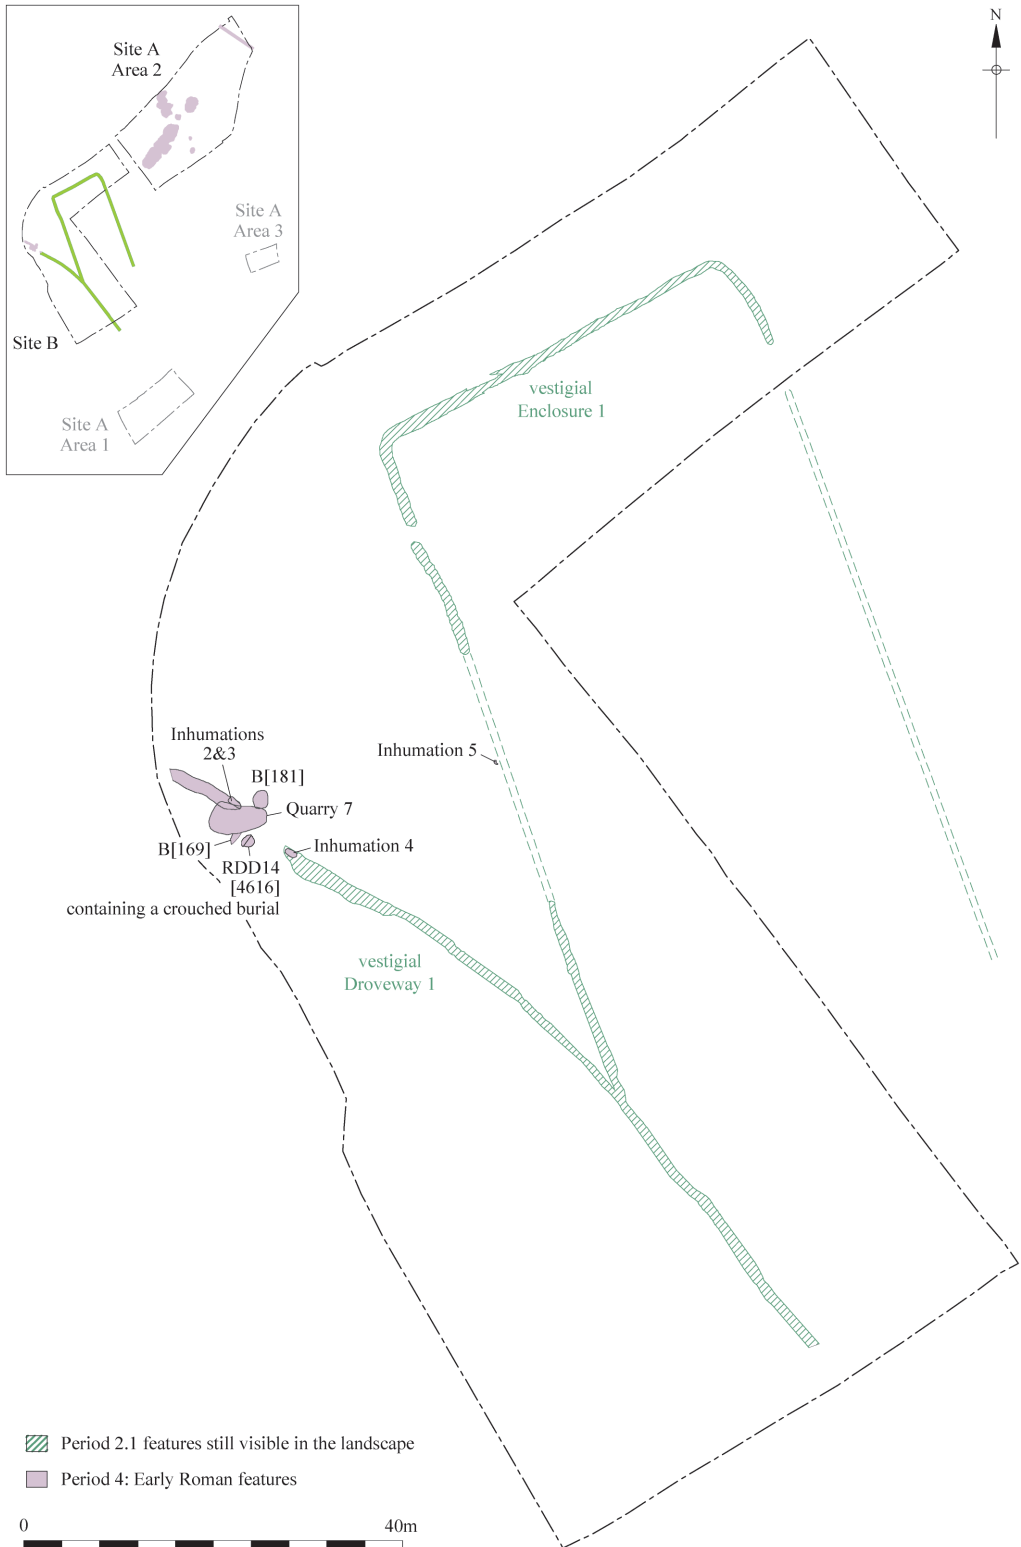 N
Site A
Area 2
Site A
Area 3
Site B
Site A
Area 1
vestigial
Enclosure 1
Inhumations
2&3
Inhumation 5
B[181]
Quarry 7
B[169]
Inhumation 4
RDD14
[4616]
containing a crouched burial
vestigial
Droveway 1
Period 2.1 features still visible in the landscape
Period 4: Early Roman features
0
40m